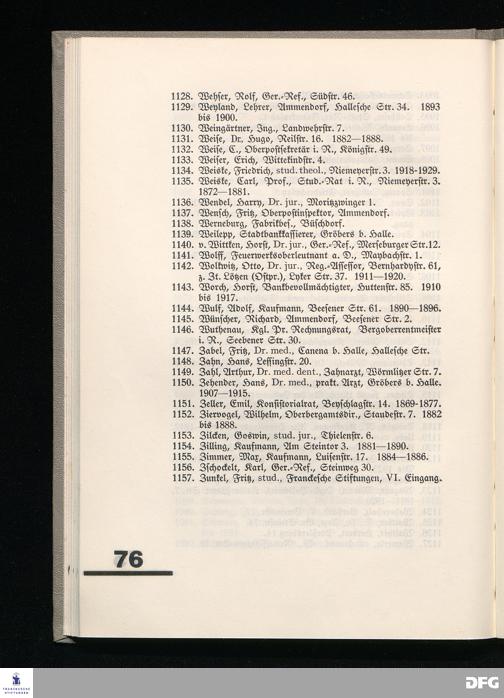 1128. Wehser, Rolf, Ger.-Ref., Südstr. 46.
1129. Weyland, Lehrer, Ammendorf, Hallesche Str. 34. 1893
bis 1900.
1130. Weingärtner, Ing., Landwehrstr. 7.
1131. Weise, Dr. Hugo, Reilstr. 16. 1882—1888.
1132. Weise, C., Oberpostsekretär i. R., Königstr. 49.
1133. Weiser, Erich, Wittekindstr. 4.
1134. Weiske, Friedrich, stud. theol., Niemeyerstr. 3. 1918-1929.
1135. Weiske, Carl, Prof., Stud.-Rat i. R., Niemeyerstr. 3.
1872—1881.
1136. Wendel, Harry, Dr. jur., Moritzzwinger 1.
1137. Wensch, Fritz, Oberpostinspektor, Ammendorf.
1138. Werneburg, Fabrikbes., Büschdorf.
1139. Weilepp, Stadtbankkassierer, Gröbers b. Halle.
1140. v. Wittken, Horst, Dr. jur., Ger.-Ref., Merseburger Str. 12.
1141. Wolff, Feuerwerksoberleutnant a. D., Maybachstr. 1.
1142. Wolkwitz, Otto, Dr. jur., Reg.-Assessor, Bernhardystr. 61,
z. Zt. Lötzen (Ostpr.), Lyker Str. 37. 1911—1920.
1143. Worch, Horst, Bankbevollmächtigter, Huttenstr. 85. 1910
bis 1917.
1144. Wulf, Adolf, Kaufmann, Beesener Str. 61. 1890—1896.
1145. Wünscher, Richard, Ammendorf, Beesener Str. 2.
1146. Wuthenau, Kgl. Pr. Rechnungsrat, Bergoberrentmeister
i. R., Seebener Str. 30.
1147. Zabel, Fritz, Dr. med., Canena b. Halle, Hallesche Str.
1148. Zahn, Hans, Lessingstr. 20.
1149. Zahl, Arthur, Dr. med. dent., Zahnarzt, Wörmlitzer Str. 7.
1150. Zehender, Hans, Dr. med., prakt. Arzt, Gröbers b. Halle.
1907—1915.
1151. Zeller, Emil, Konsistorialrat, Beyschlagstr. 14. 1869-1877.
1152. Ziervogel, Wilhelm, Oberbergamtsdir., Staudestr. 7. 1882
bis 1888.
1153. Zilcken, Goswin, stud. jur., Thielenstr. 6.
1154. Zilling, Kaufmann, Am Steintor 3. 1881—1890.
1155. Zimmer, Max, Kaufmann, Luisenstr. 17. 1884—1886.
1156. Zschockelt, Karl, Ger.-Ref., Steinweg 30.
1157. Zunkel, Fritz, stud., Franckesche Stiftungen, VI. Eingang.
76
FRANCKESCHE
STIFTUNGEN
DFG